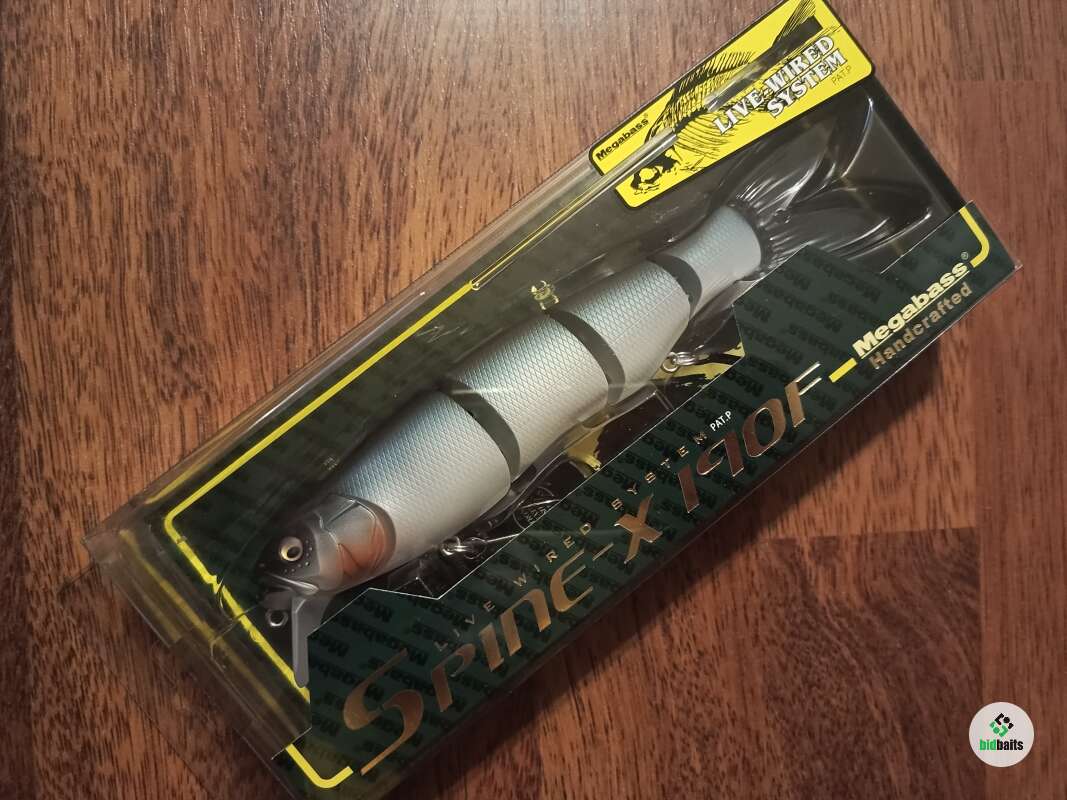 Megabass®
LIVE-WIRED
SYSTEM
PAT.P
Megabass®
Handcrafted
LIVE WIRED SYSTEM PAT.P
SPINE-X 190F
bidbaits